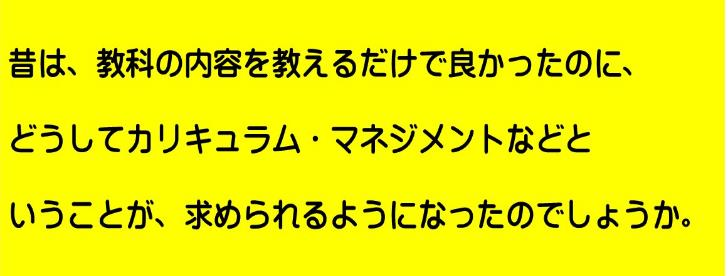 昔は、教科の内容を教えるだけで良かったのに、
どうしてカリキュラム・マネジメントなどと
いうことが、求められるようになったのでしょうか。